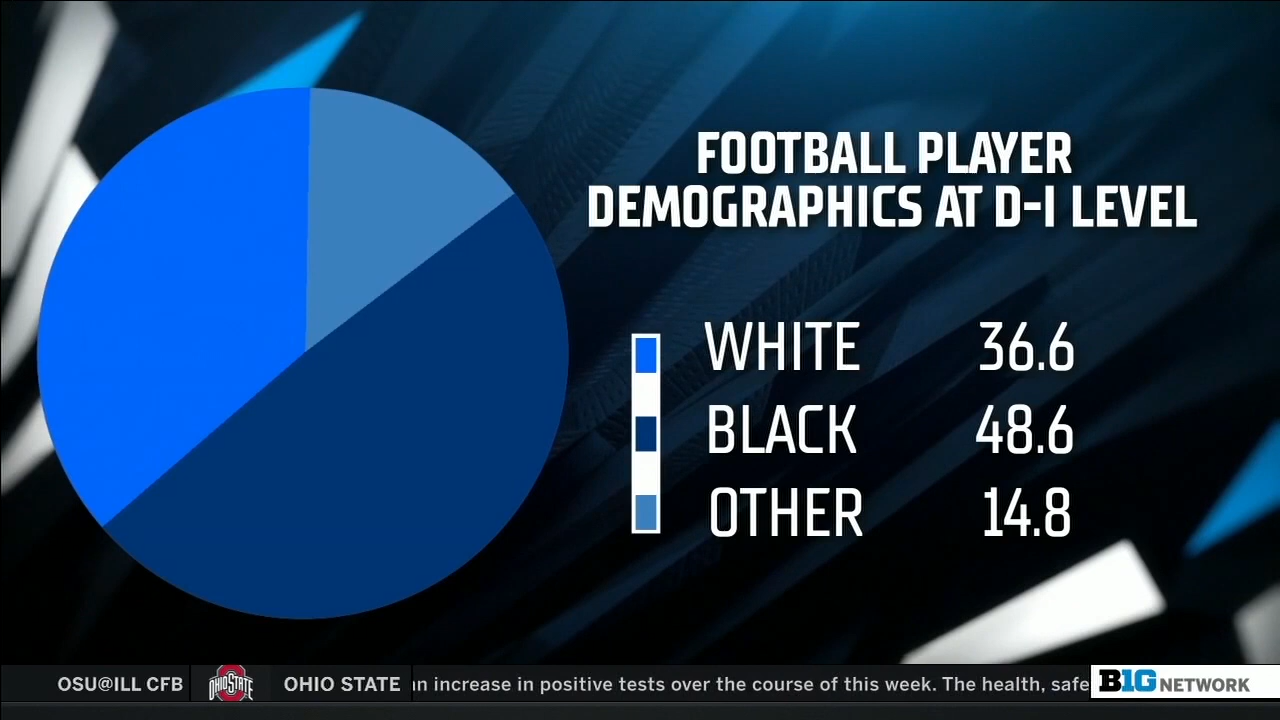 FOOTBALL PLAYER
DEMOGRAPHICS AT D-I LEVEL
WHITE 36.6
BLACK 48.6
OTHER 14.8
OSU@ILL CFB OHIO STATE OHIO STATE an increase in positive tests over the course of this week. The health, safe B1G NETWORK